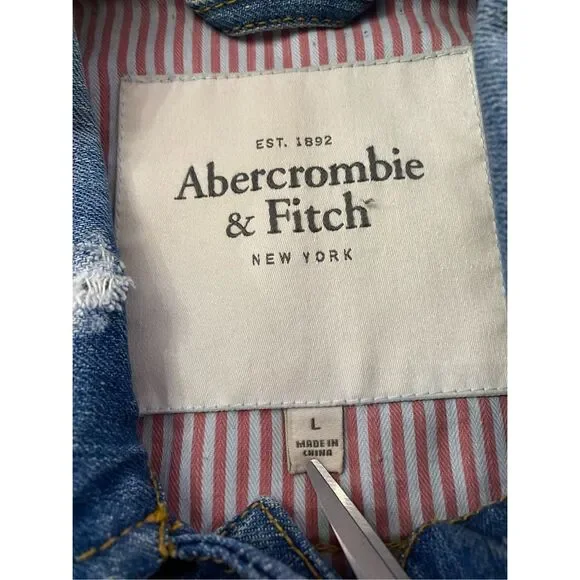 EST. 1892
Abercrombie
& Fitch
NEW YORK
L
MADE IN
CHINA